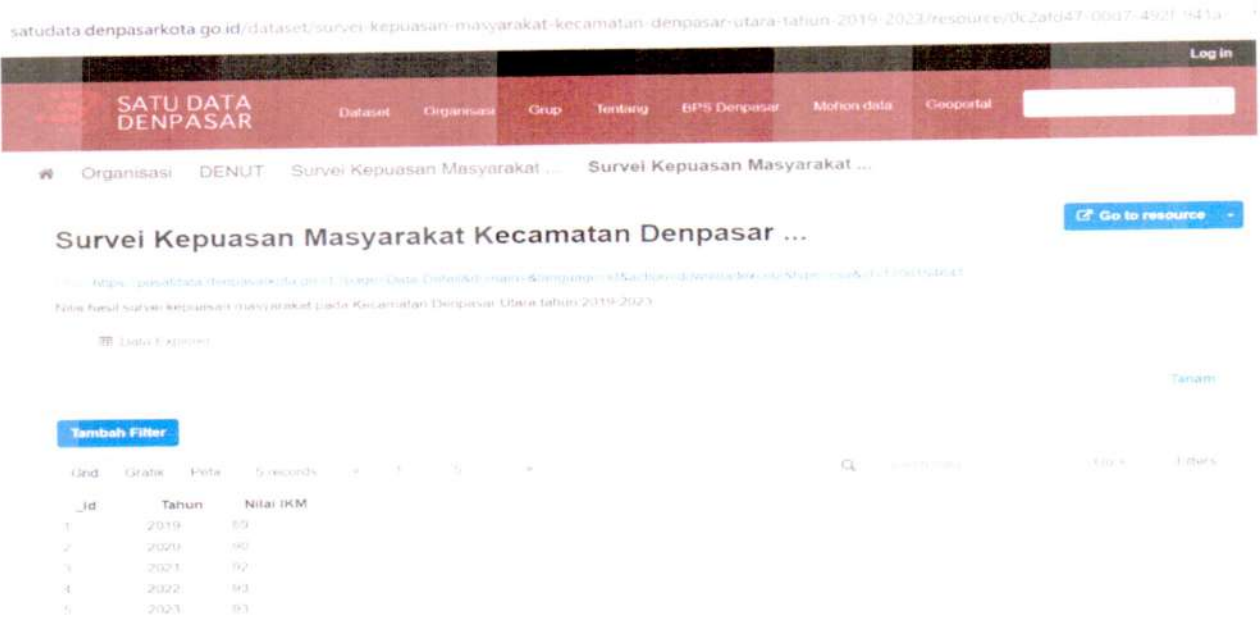 satudata.denpasarkota.go.id/dataset/survei-kepuasan-masyarakat-kecamatan-denpasar-utara-tahun-2019-2023/resource/
Log in
SATU DATA
DENPASAR
Dataset Organisasi Grup Tentang BPS Denpasar Mohon data Geoportal
Organisasi DENUT Survei Kepuasan Masyarakat ... Survei Kepuasan Masyarakat ...
Go to resource
Survei Kepuasan Masyarakat Kecamatan Denpasar ...
Nilai hasil survei kepuasan masyarakat pada Kecamatan Denpasar Utara tahun 2019-2023
Data Explorer
Tanam
Tambah Filter
Grid Grafik Peta 5 records « 1 5 »
Filters
_id Tahun Nilai IKM
1 2019
2 2020 90
3 2021 92
4 2022 93
5 2023 93